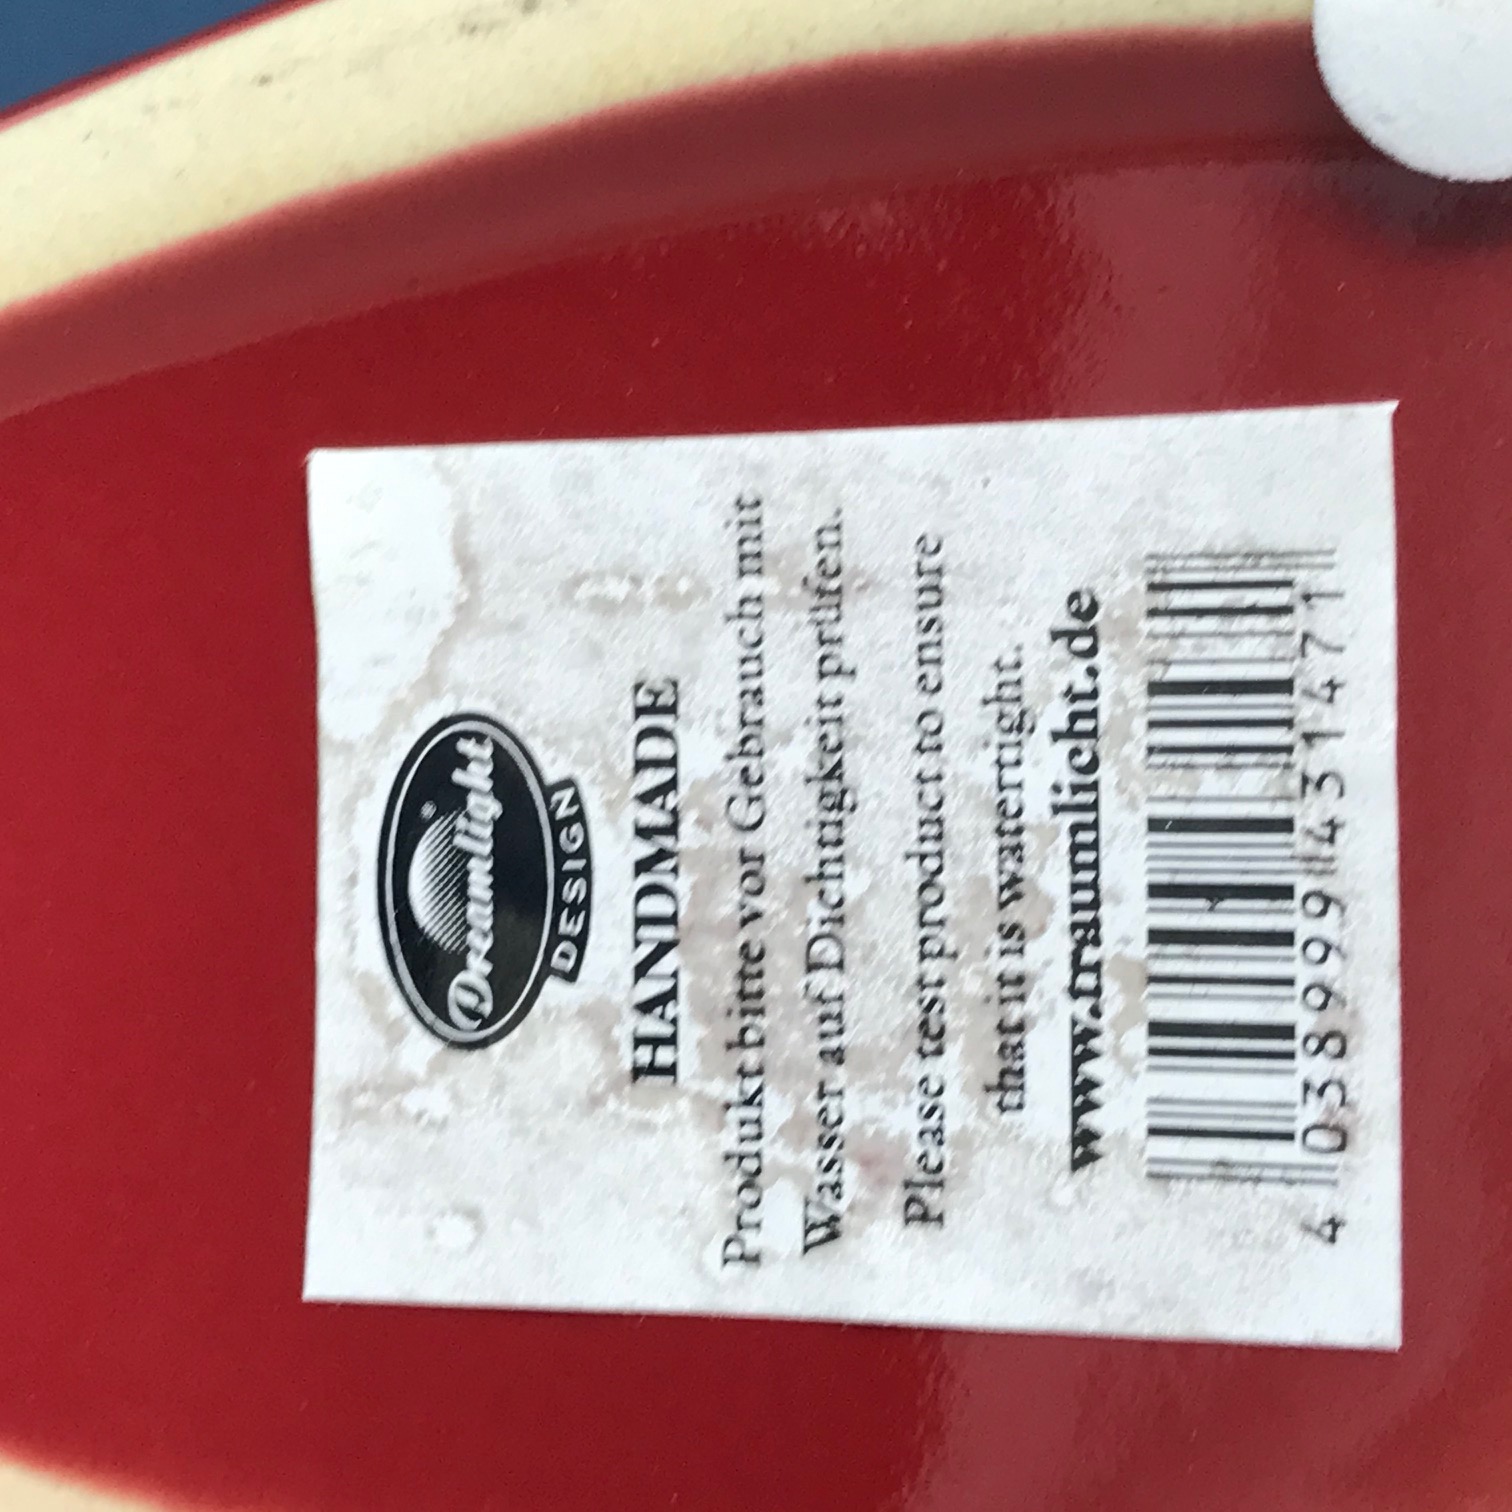 Dreamlight®
DESIGN
HANDMADE
Produkt bitte vor Gebrauch mit
Wasser auf Dichtigkeit prüfen.
Please test product to ensure
that it is watertight.
www.traumlicht.de
4 038999 431471